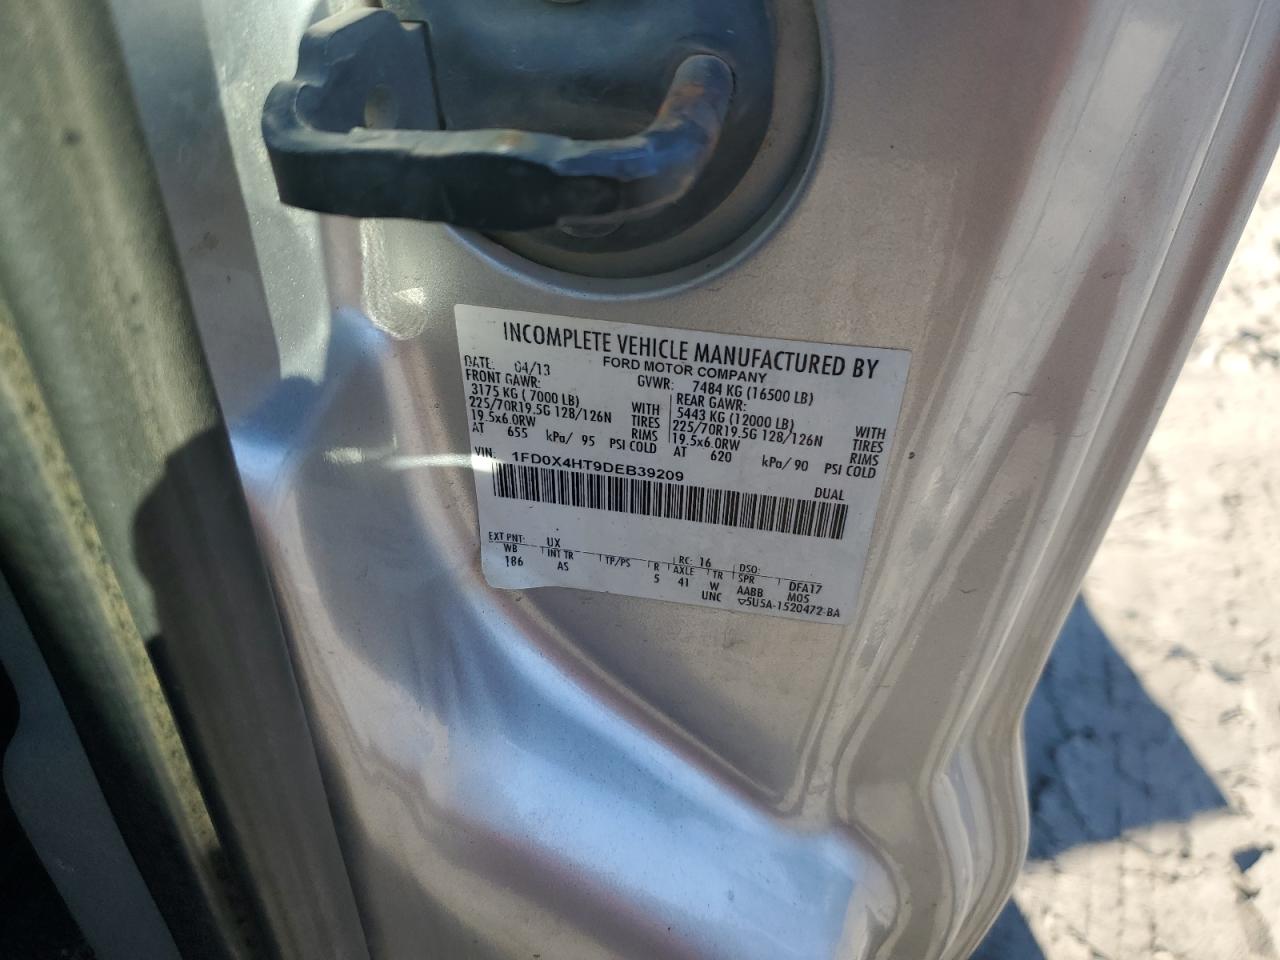 INCOMPLETE VEHICLE MANUFACTURED BY
FORD MOTOR COMPANY
DATE: 04/13 GVWR: 7484 KG (16500 LB)
FRONT GAWR: REAR GAWR:
3175 KG (7000 LB) WITH 5443 KG (12000 LB) WITH
225/70R19.5G 128/126N TIRES 225/70R19.5G 128/126N TIRES
19.5x6.0RW RIMS 19.5x6.0RW RIMS
AT 655 kPa/ 95 PSI COLD AT 620 kPa/ 90 PSI COLD
VIN: 1FD0X4HT9DEB39209
DUAL
EXT PNT: UX RC: 16 DSO:
WB INT TR TP/PS R AXLE TR SPR DFA17
186 AS 5 41 W AABB M05
UNC ▽5U5A-1520472-BA